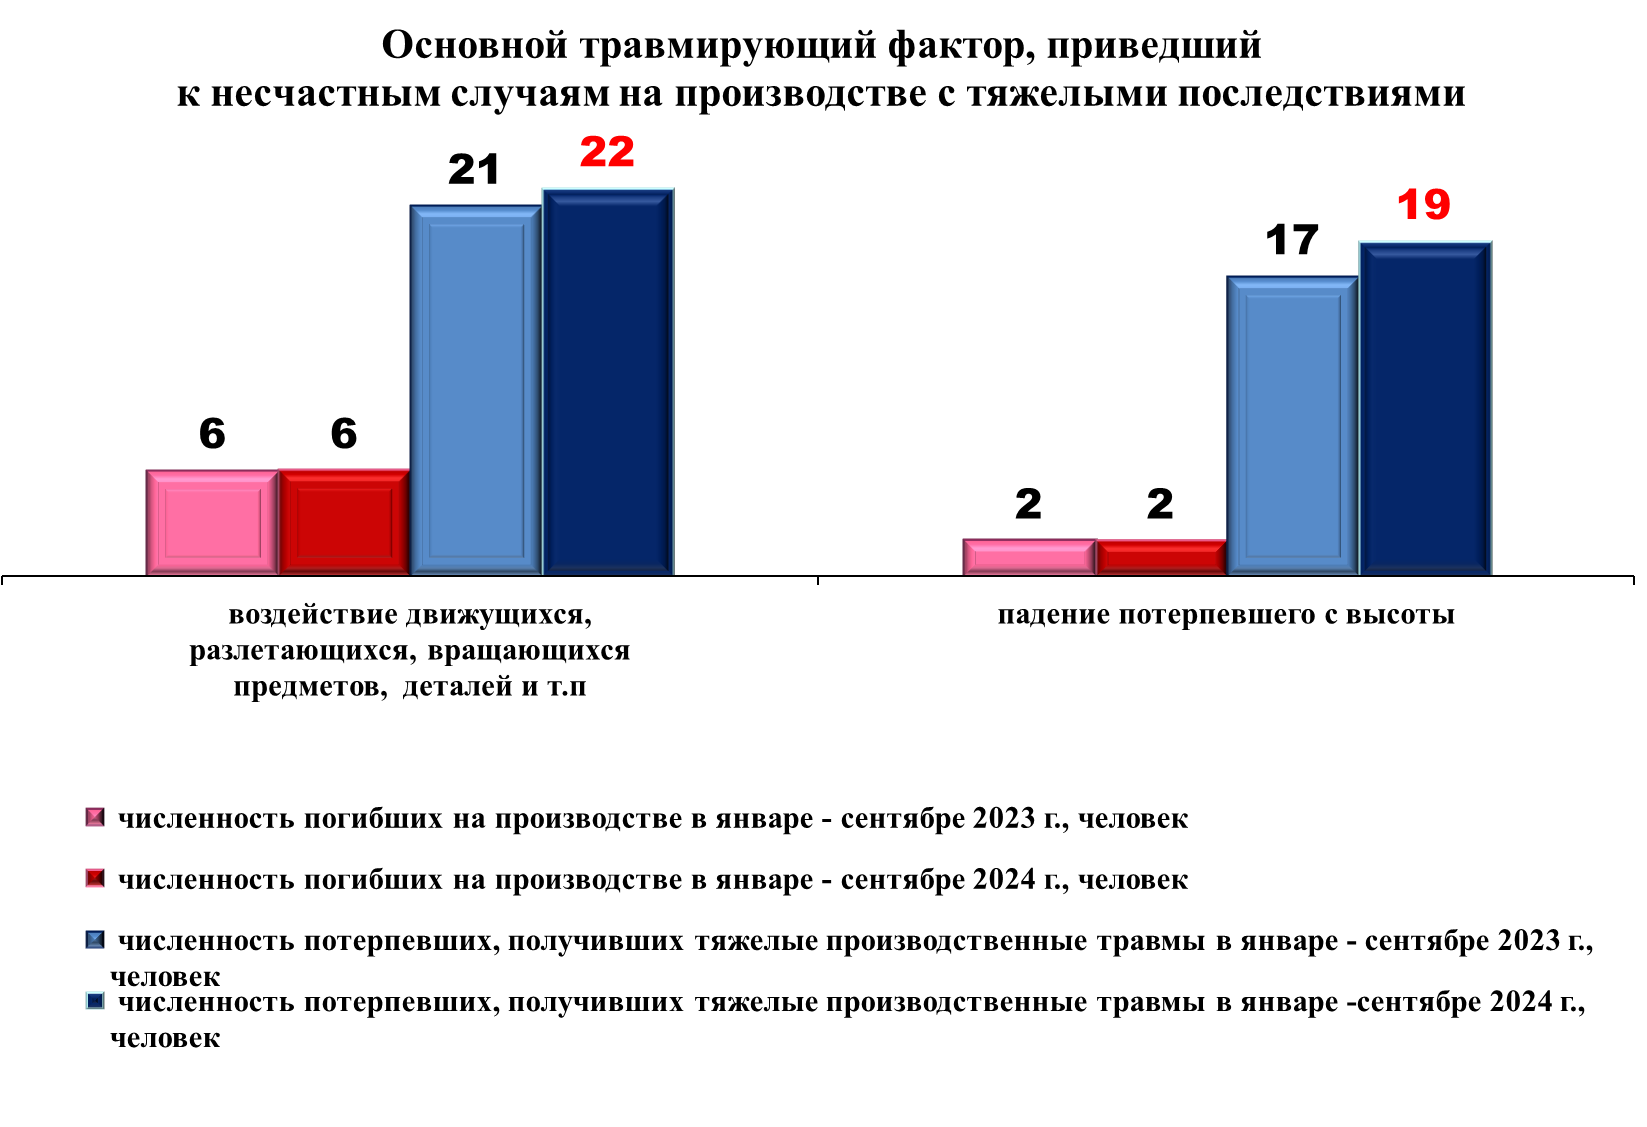 Основной травмирующий фактор, приведший
к несчастным случаям на производстве с тяжелыми последствиями
21
22
17
19
6
6
2
2
воздействие движущихся,
разлетающихся, вращающихся
предметов, деталей и т.п
падение потерпевшего с высоты
численность погибших на производстве в январе - сентябре 2023 г., человек
численность погибших на производстве в январе - сентябре 2024 г., человек
численность потерпевших, получивших тяжелые производственные травмы в январе - сентябре 2023 г.,
человек
численность потерпевших, получивших тяжелые производственные травмы в январе -сентябре 2024 г.,
человек